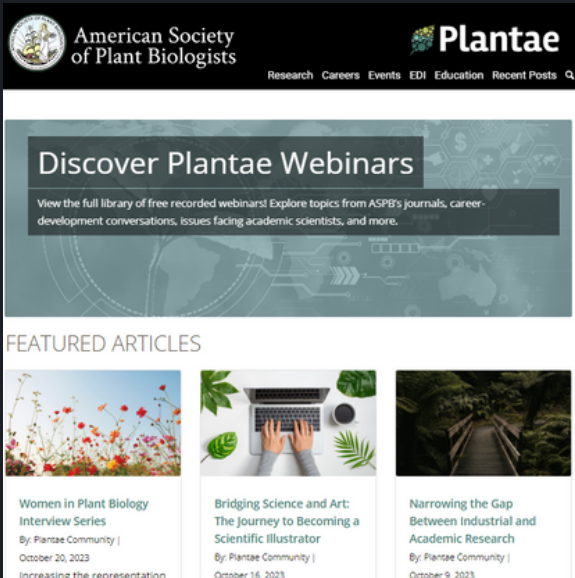 American Society
of Plant Biologists
Plantae
Research Careers Events EDI Education Recent Posts
Discover Plantae Webinars
View the full library of free recorded webinars! Explore topics from ASPB's journals, career-
development conversations, issues facing academic scientists, and more.
FEATURED ARTICLES
Women in Plant Biology
Interview Series
By: Plantae Community |
October 20, 2023
Increasing the representation
Bridging Science and Art:
The Journey to Becoming a
Scientific Illustrator
By: Plantae Community |
October 16, 2023
Narrowing the Gap
Between Industrial and
Academic Research
By: Plantae Community |
October 9, 2023